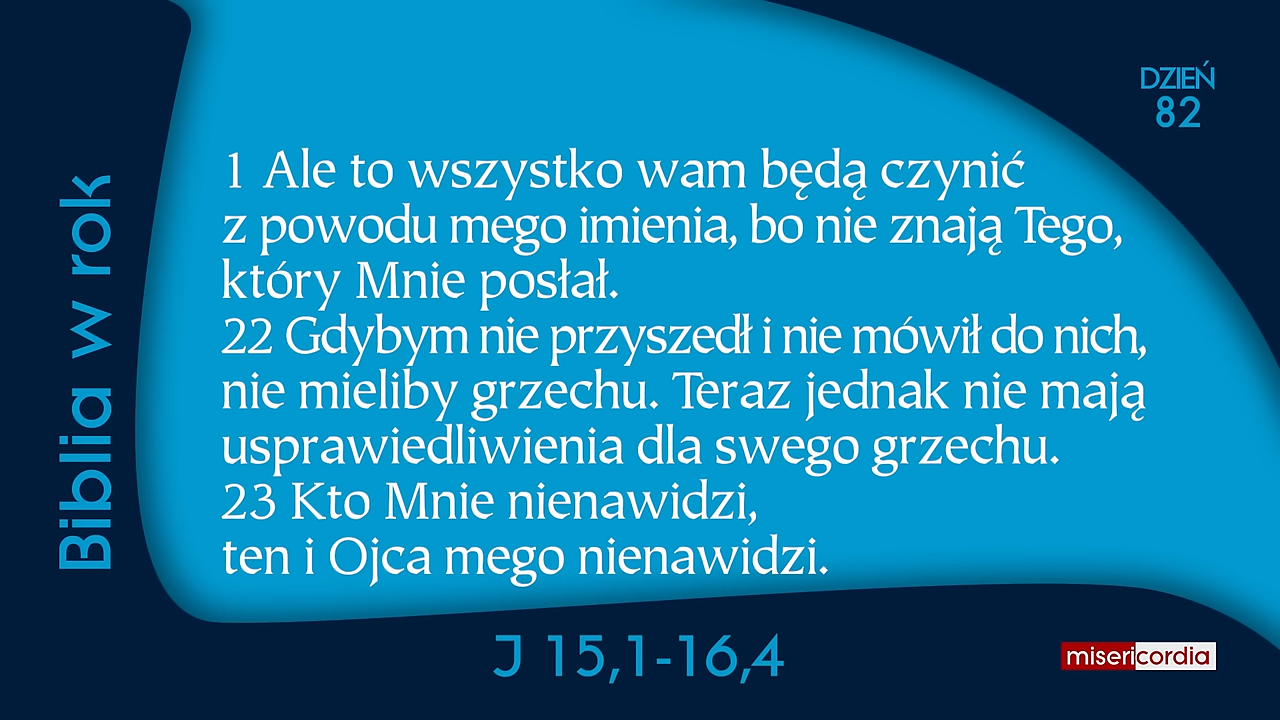 DZIEŃ
82
Biblia w rok
1 Ale to wszystko wam będą czynić
z powodu mego imienia, bo nie znają Tego,
który Mnie posłał.
22 Gdybym nie przyszedł i nie mówił do nich,
nie mieliby grzechu. Teraz jednak nie mają
usprawiedliwienia dla swego grzechu.
23 Kto Mnie nienawidzi,
ten i Ojca mego nienawidzi.
J 15,1-16,4
misericordia